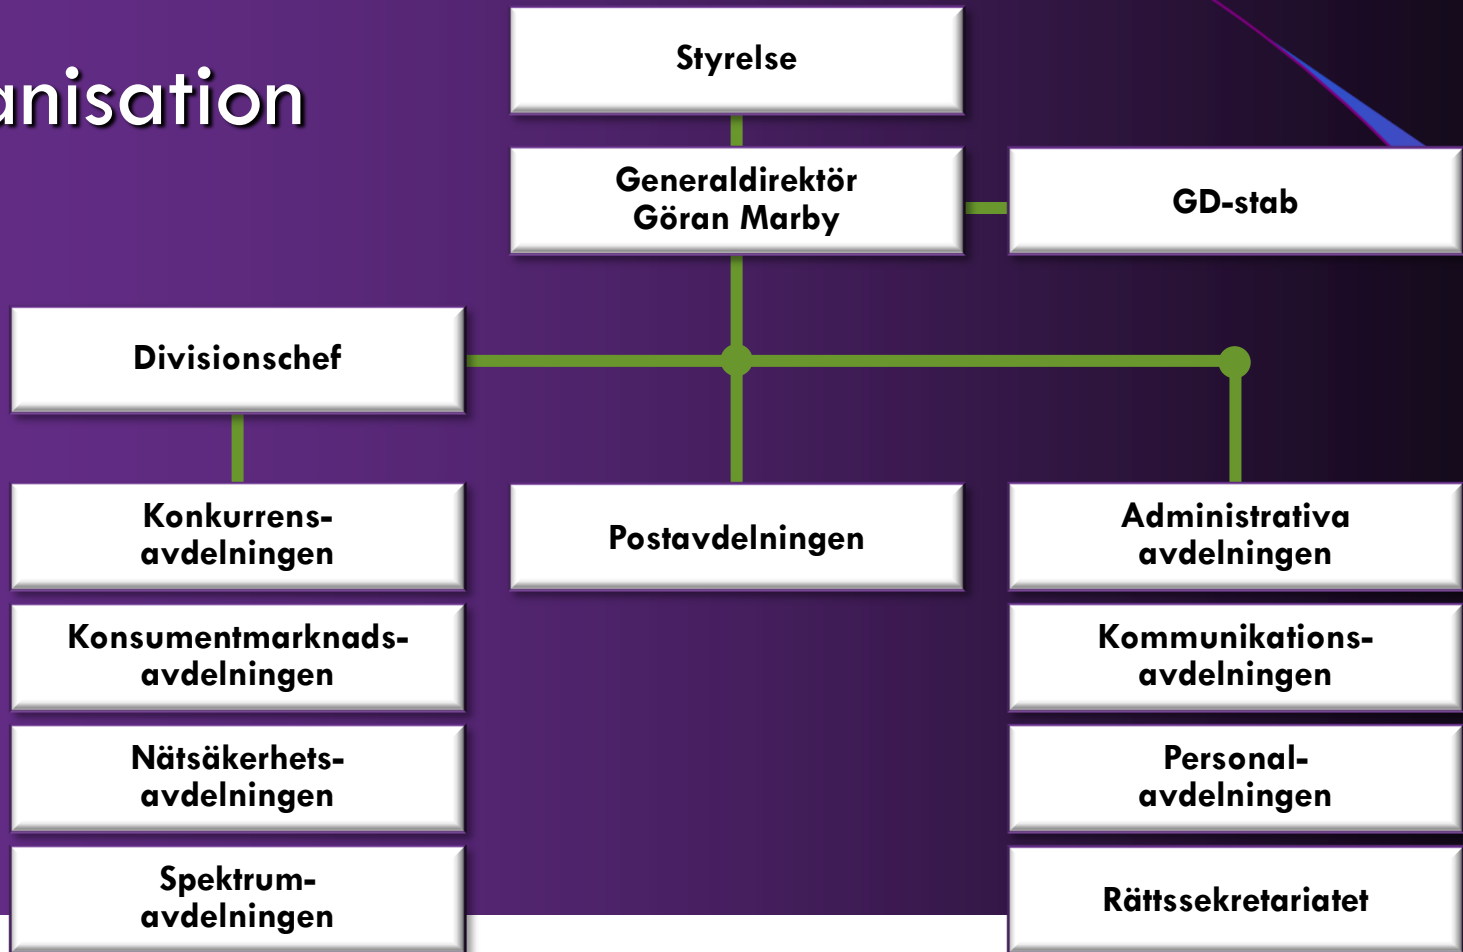 anisation
Styrelse
Generaldirektör
Göran Marby
GD-stab
Divisionschef
Konkurrens-
avdelningen
Konsumentmarknads-
avdelningen
Nätsäkerhets-
avdelningen
Spektrum-
avdelningen
Postavdelningen
Administrativa
avdelningen
Kommunikations-
avdelningen
Personal-
avdelningen
Rättssekretariatet